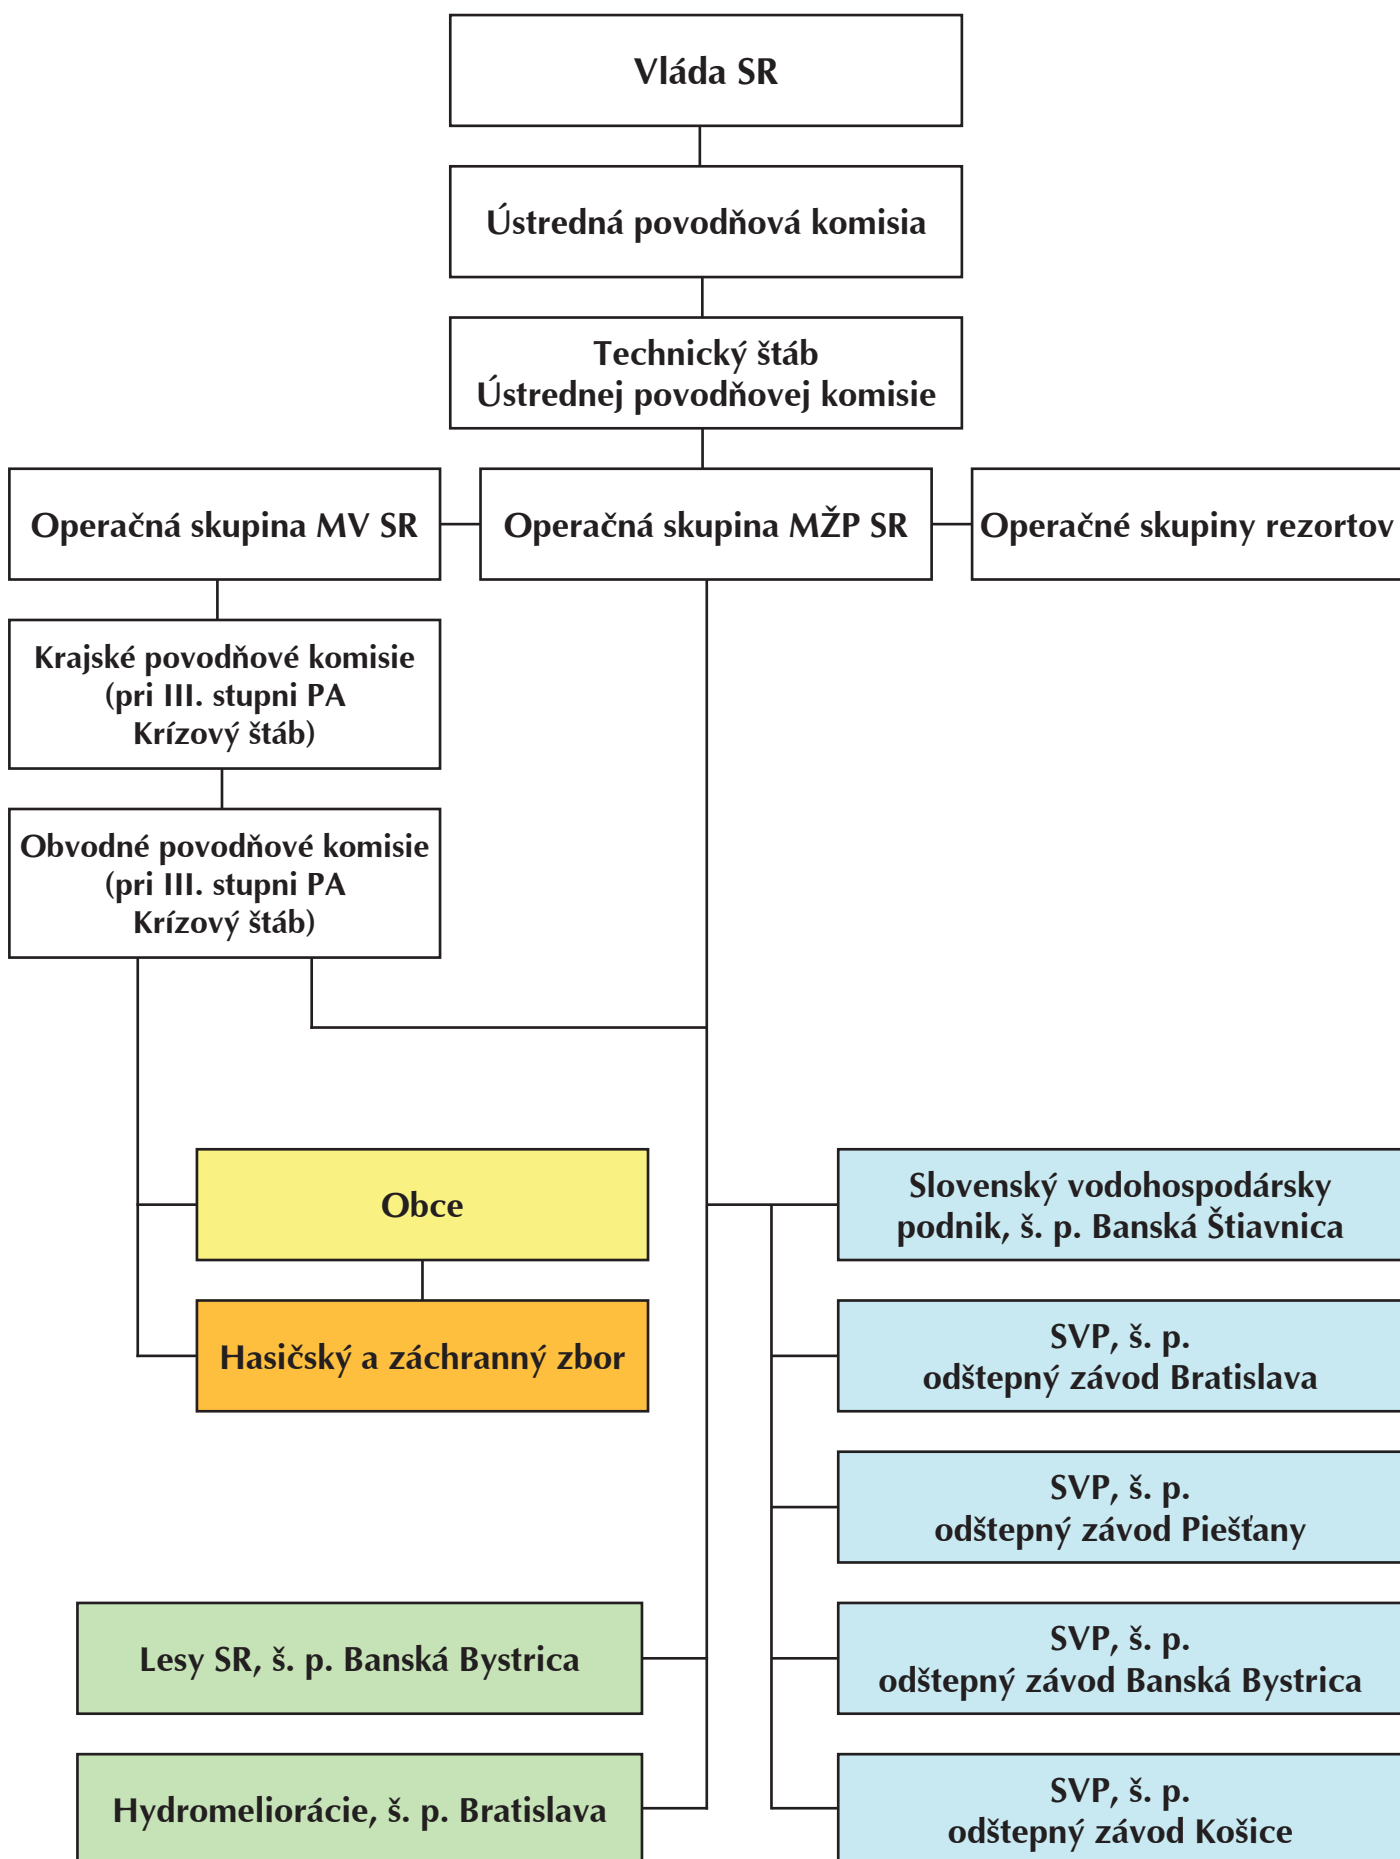 Vláda SR
Ústredná povodňová komisia
Technický štáb
Ústrednej povodňovej komisie
Operačná skupina MV SR
Operačná skupina MŽP SR
Operačné skupiny rezortov
Krajské povodňové komisie
(pri III. stupni PA
Krízový štáb)
Obvodné povodňové komisie
(pri III. stupni PA
Krízový štáb)
Obce
Hasičský a záchranný zbor
Slovenský vodohospodársky
podnik, š. p. Banská Štiavnica
SVP, š. p.
odštepný závod Bratislava
SVP, š. p.
odštepný závod Piešťany
Lesy SR, š. p. Banská Bystrica
SVP, š. p.
odštepný závod Banská Bystrica
Hydromeliorácie, š. p. Bratislava
SVP, š. p.
odštepný závod Košice